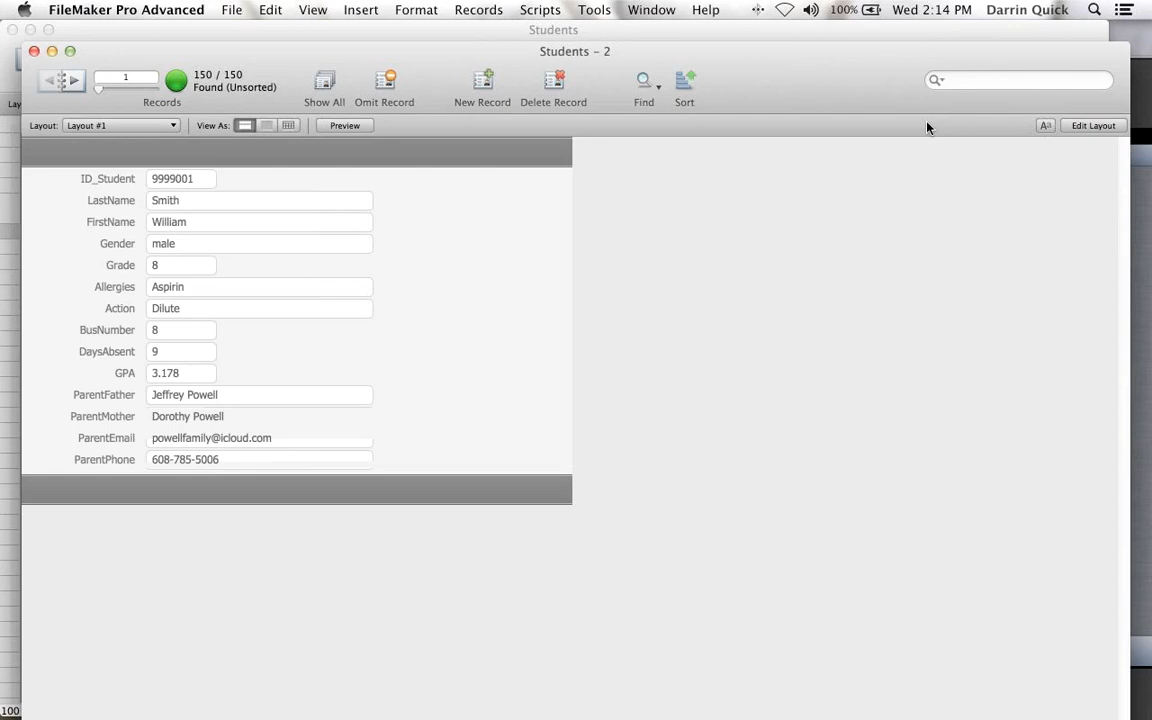 FileMaker Pro Advanced File Edit View Insert Format Records Scripts Tools Window Help 100% Wed 2:14 PM Darrin Quick
Students
Students – 2
1
150 / 150
Found (Unsorted)
Records Show All Omit Record New Record Delete Record Find Sort
Lay
Layout: Layout #1 View As: Preview Aa Edit Layout
ID_Student 9999001
LastName Smith
FirstName William
Gender male
Grade 8
Allergies Aspirin
Action Dilute
BusNumber 8
DaysAbsent 9
GPA 3.178
ParentFather Jeffrey Powell
ParentMother Dorothy Powell
ParentEmail powellfamily@icloud.com
ParentPhone 608-785-5006
100